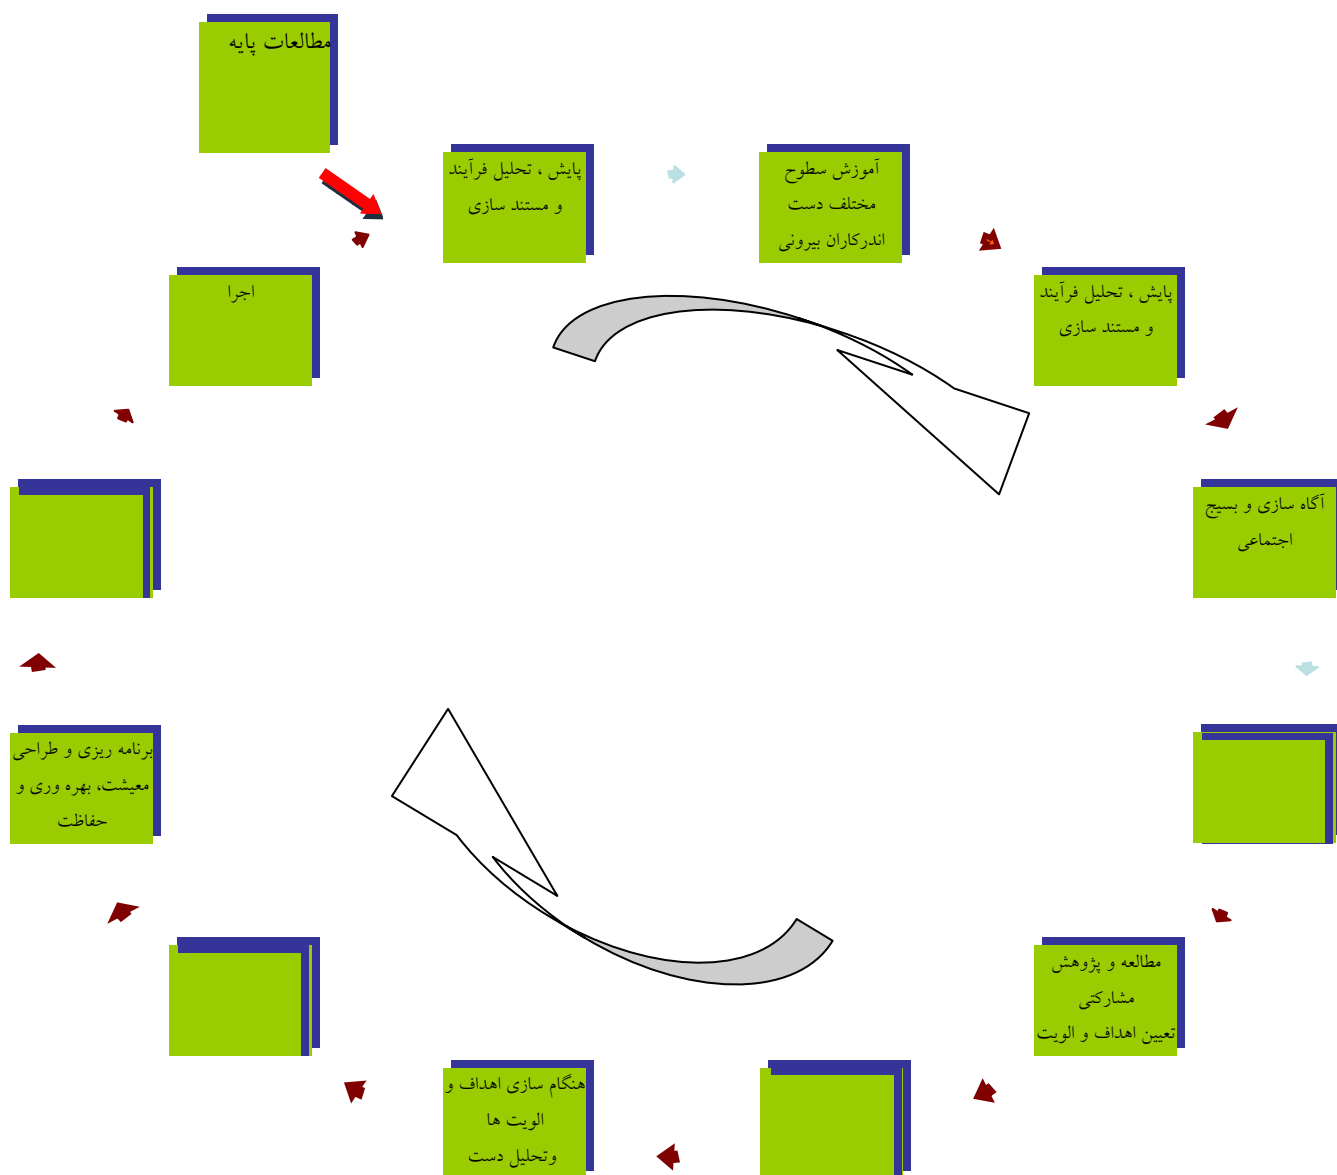 مطالعات پایه
پایش ، تحلیل فرآیند
و مستند سازی
آموزش سطوح
مختلف دست
اندرکاران بیرونی
پایش ، تحلیل فرآیند
و مستند سازی
آگاه سازی و بسیج
اجتماعی
مطالعه و پژوهش
مشارکتی
تعیین اهداف و الویت
هنگام سازی اهداف و
الویت ها
وتحلیل دست
برنامه ریزی و طراحی
معیشت، بهره وری و
حفاظت
اجرا